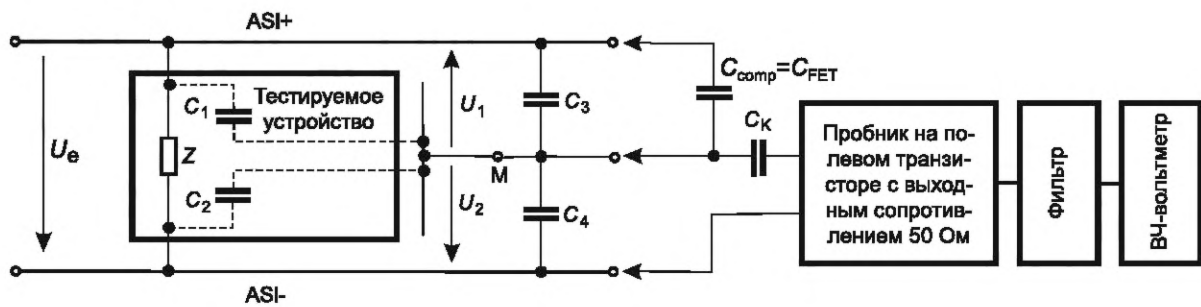 ASI+
U1
U2
Ue
C1
Тестируемое
устройство
Z
C2
M
C3
C4
Ccomp=CFET
CK
Пробник на по-
левом транзи-
сторе с выход-
ным сопротив-
лением 50 Ом
Фильтр
ВЧ-вольтметр
ASI-